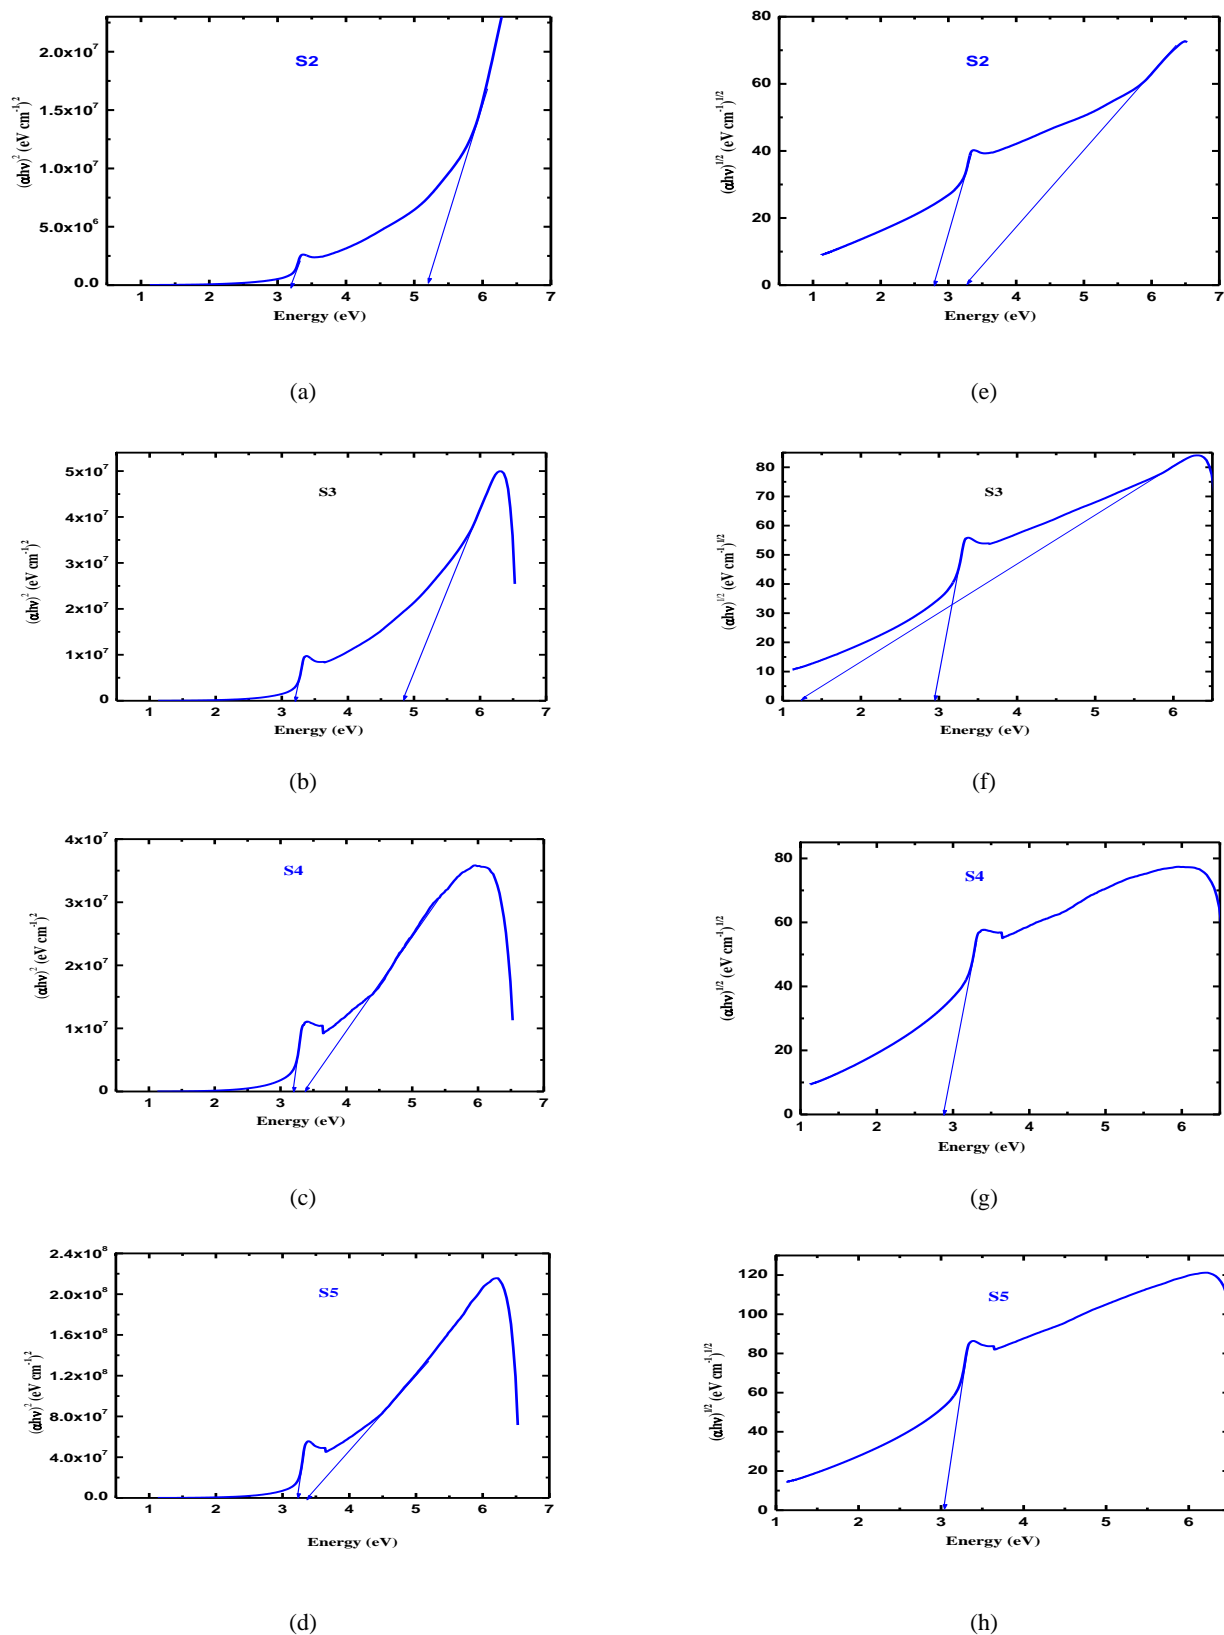 2.0x10^7
1.5x10^7
1.0x10^7
5.0x10^6
0.0
(αhν)^2 (eV cm^-1)^2
S2
1 2 3 4 5 6 7
Energy (eV)
(a)
80
60
40
20
0
(αhν)^1/2 (eV cm^-1)^1/2
S2
1 2 3 4 5 6 7
Energy (eV)
(e)
5x10^7
4x10^7
3x10^7
2x10^7
1x10^7
0
(αhν)^2 (eV cm^-1)^2
S3
1 2 3 4 5 6 7
Energy (eV)
(b)
80
70
60
50
40
30
20
10
0
(αhν)^1/2 (eV cm^-1)^1/2
S3
1 2 3 4 5 6
Energy (eV)
(f)
4x10^7
3x10^7
2x10^7
1x10^7
0
(αhν)^2 (eV cm^-1)^2
S4
1 2 3 4 5 6 7
Energy (eV)
(c)
80
60
40
20
0
(αhν)^1/2 (eV cm^-1)^1/2
S4
1 2 3 4 5 6
Energy (eV)
(g)
2.4x10^8
2.0x10^8
1.6x10^8
1.2x10^8
8.0x10^7
4.0x10^7
0.0
(αhν)^2 (eV cm^-1)^2
S5
1 2 3 4 5 6 7
Energy (eV)
(d)
120
100
80
60
40
20
0
(αhν)^1/2 (eV cm^-1)^1/2
S5
1 2 3 4 5 6
Energy (eV)
(h)